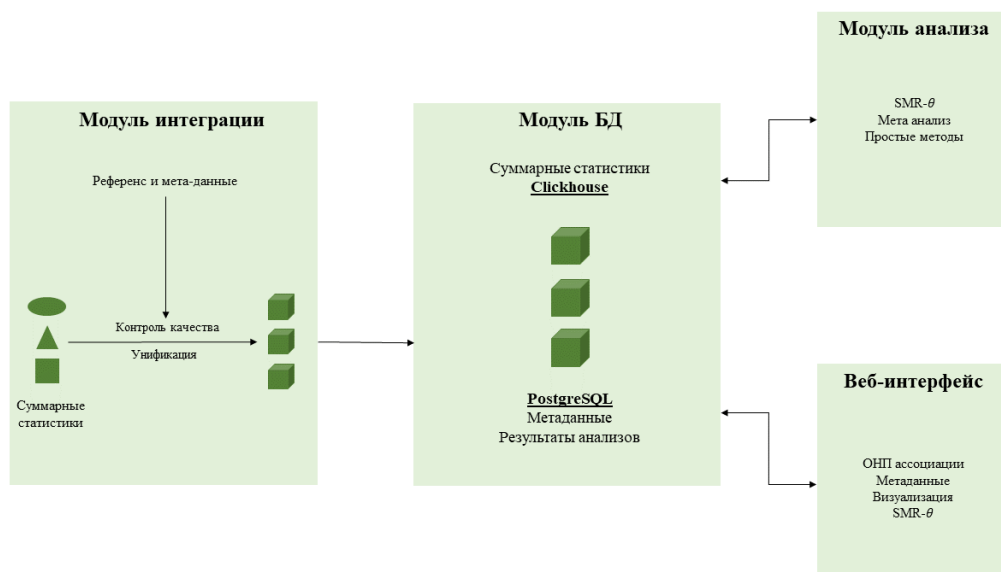 Модуль интеграции
Референс и мета-данные
Контроль качества
Унификация
Суммарные
статистики
Модуль БД
Суммарные статистики
Clickhouse
PostgreSQL
Метаданные
Результаты анализов
Модуль анализа
SMR-θ
Мета анализ
Простые методы
Веб-интерфейс
ОНП ассоциации
Метаданные
Визуализация
SMR-θ